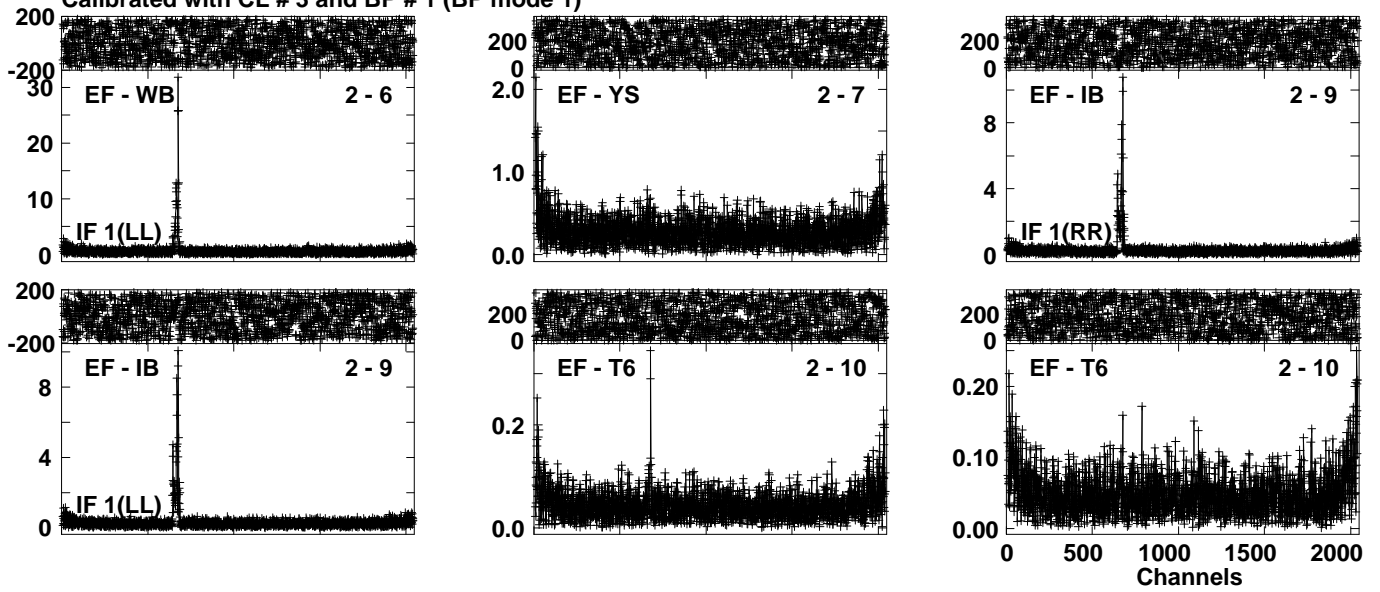 Calibrated with CL # 3 and BP # 1 (BP mode 1)
200
-200
30
20
10
0
EF - WB 2 - 6
IF 1(LL)
200
0
2.0
1.0
0.0
EF - YS 2 - 7
200
0
8
4
0
EF - IB 2 - 9
IF 1(RR)
200
-200
8
4
0
EF - IB 2 - 9
IF 1(LL)
200
0
0.2
0.0
EF - T6 2 - 10
200
0
0.20
0.10
0.00
EF - T6 2 - 10
0 500 1000 1500 2000
Channels